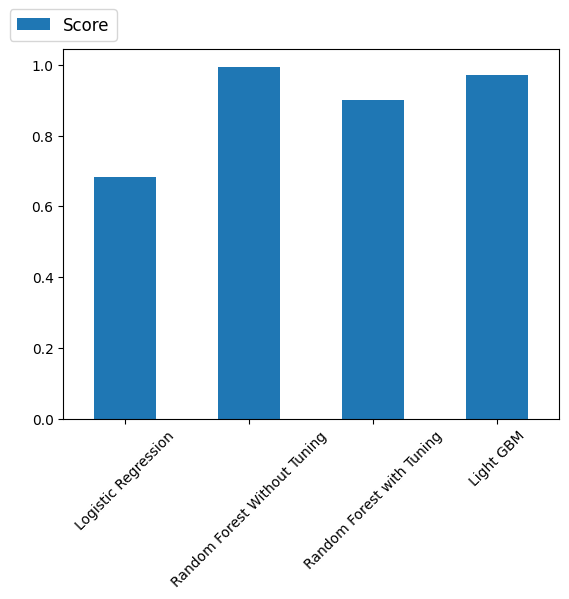 Score
1.0
0.8
0.6
0.4
0.2
0.0
Logistic Regression
Random Forest Without Tuning
Random Forest with Tuning
Light GBM